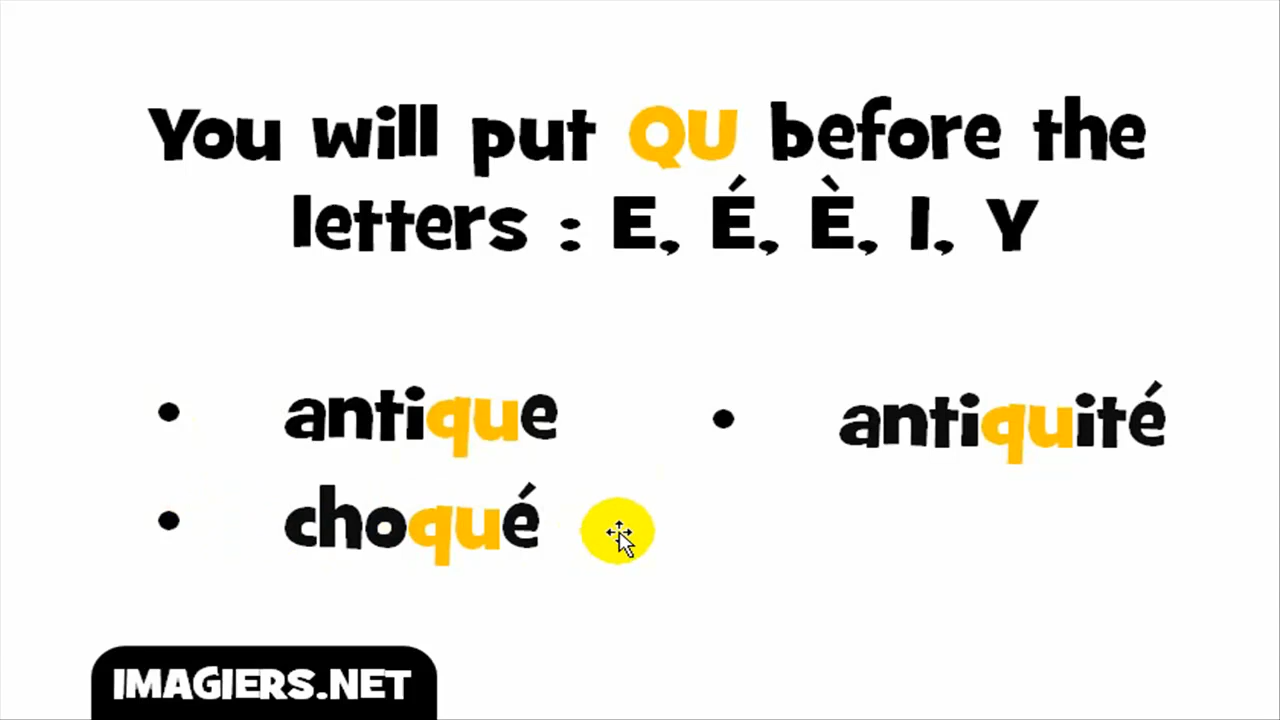 You will put QU before the
letters : E, É, È, I, Y
• antique
• antiquité
• choqué
IMAGIERS.NET